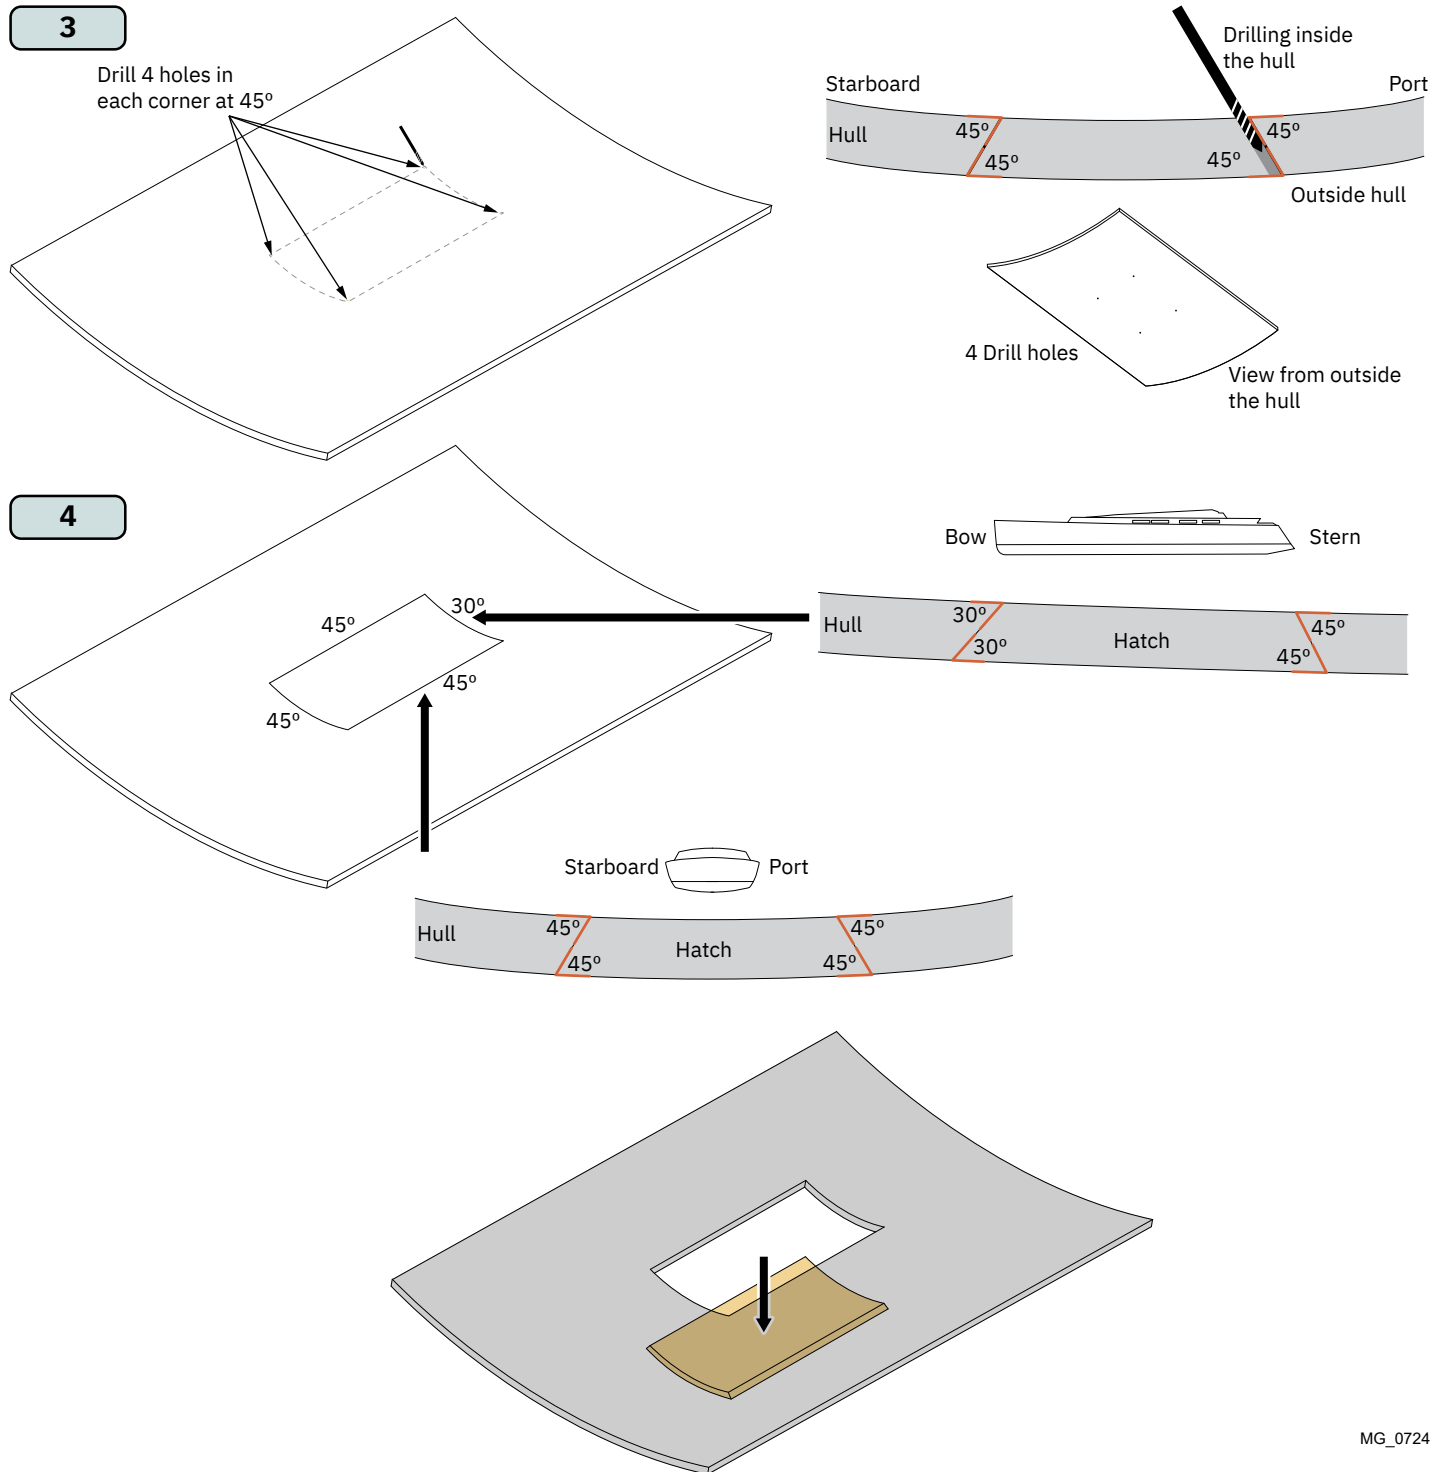 3
Drill 4 holes in
each corner at 45º
Drilling inside
the hull
Starboard
Port
Hull
45º
45º
45º
45º
Outside hull
4 Drill holes
View from outside
the hull
4
Bow
Stern
30º
45º
45º
45º
Hull
30º
30º
Hatch
45º
45º
Starboard
Port
Hull
45º
45º
Hatch
45º
45º
MG_0724